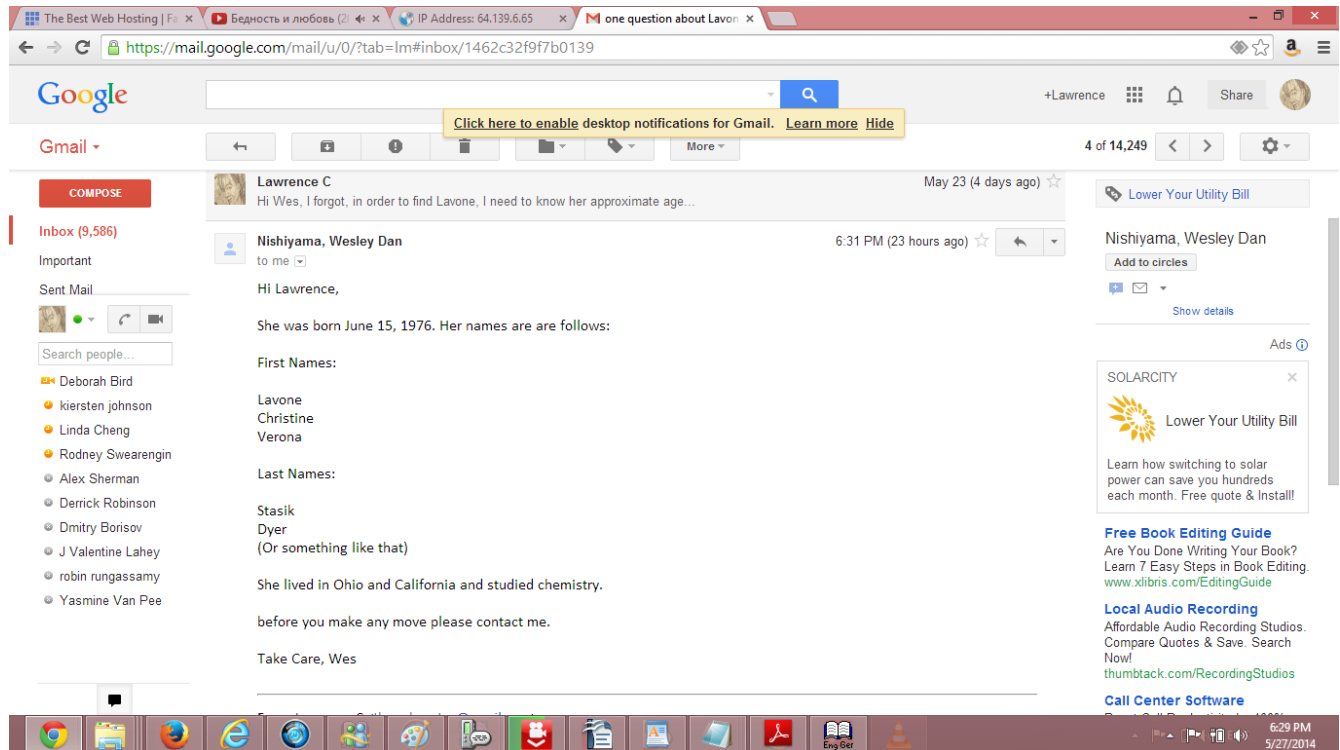 The Best Web Hosting | Fa
Бедность и любовь (20
IP Address: 64.139.6.65
one question about Lavon
https://mail.google.com/mail/u/0/?tab=lm#inbox/1462c32f9f7b0139
Google
+Lawrence
Share
Click here to enable desktop notifications for Gmail. Learn more Hide
Gmail
More
4 of 14,249
COMPOSE
Inbox (9,586)
Important
Sent Mail
Search people...
Deborah Bird
kiersten johnson
Linda Cheng
Rodney Swearengin
Alex Sherman
Derrick Robinson
Dmitry Borisov
J Valentine Lahey
robin rungassamy
Yasmine Van Pee
Lawrence C
May 23 (4 days ago)
Hi Wes, I forgot, in order to find Lavone, I need to know her approximate age...
Nishiyama, Wesley Dan
6:31 PM (23 hours ago)
to me
Hi Lawrence,
She was born June 15, 1976. Her names are are follows:
First Names:
Lavone
Christine
Verona
Last Names:
Stasik
Dyer
(Or something like that)
She lived in Ohio and California and studied chemistry.
before you make any move please contact me.
Take Care, Wes
Lower Your Utility Bill
Nishiyama, Wesley Dan
Add to circles
Show details
Ads
SOLARCITY
Lower Your Utility Bill
Learn how switching to solar
power can save you hundreds
each month. Free quote & Install!
Free Book Editing Guide
Are You Done Writing Your Book?
Learn 7 Easy Steps in Book Editing.
www.xlibris.com/EditingGuide
Local Audio Recording
Affordable Audio Recording Studios.
Compare Quotes & Save. Search
Now!
thumbtack.com/RecordingStudios
Call Center Software
Eng Ger
6:29 PM
5/27/2014